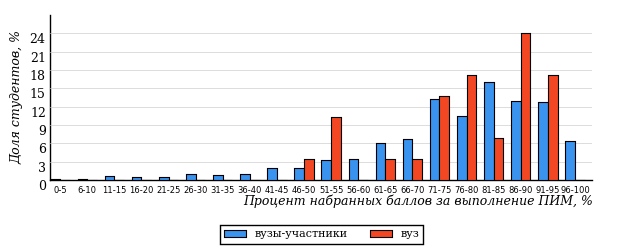 Доля студентов, %
24
21
18
15
12
9
6
3
0
0-5 6-10 11-15 16-20 21-25 26-30 31-35 36-40 41-45 46-50 51-55 56-60 61-65 66-70 71-75 76-80 81-85 86-90 91-95 96-100
Процент набранных баллов за выполнение ПИМ, %
вузы-участники вуз